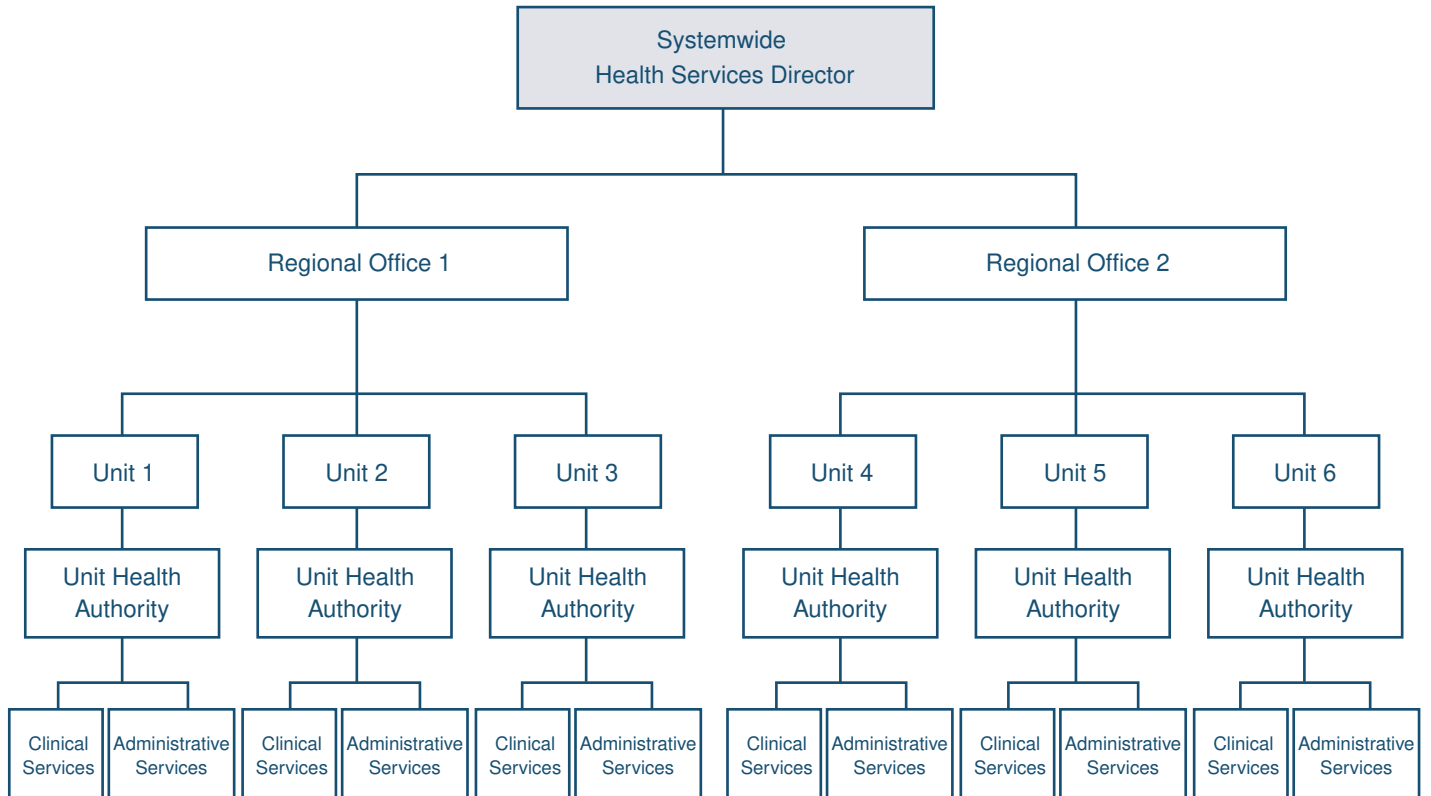 Systemwide
Health Services Director
Regional Office 1
Regional Office 2
Unit 1
Unit 2
Unit 3
Unit 4
Unit 5
Unit 6
Unit Health
Authority
Unit Health
Authority
Unit Health
Authority
Unit Health
Authority
Unit Health
Authority
Unit Health
Authority
Clinical
Services
Administrative
Services
Clinical
Services
Administrative
Services
Clinical
Services
Administrative
Services
Clinical
Services
Administrative
Services
Clinical
Services
Administrative
Services
Clinical
Services
Administrative
Services